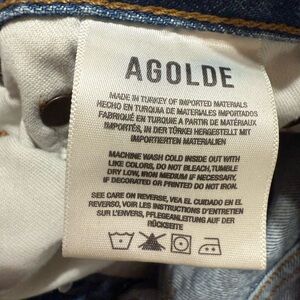 AGOLDE
MADE IN TURKEY OF IMPORTED MATERIALS
HECHO EN TURQUIA DE MATERIALES IMPORTADOS
FABRIQUÉ EN TURQUIE A PARTIR DE MATÉRIAUX
IMPORTÉS, IN DER TÜRKEI HERGESTELLT MIT
IMPORTIERTEN MATERIALIEN
MACHINE WASH COLD INSIDE OUT WITH
LIKE COLORS, DO NOT BLEACH, TUMBLE
DRY LOW, IRON MEDIUM IF NECESSARY.
IF DECORATED OR PRINTED DO NOT IRON.
SEE CARE ON REVERSE, VEA EL CUIDADO EN EL
REVERSO, VOIR LES INSTRUCTIONS D'ENTRETIEN
SUR L'ENVERS, PFLEGEANLEITUNG AUF DER
RÜCKSEITE